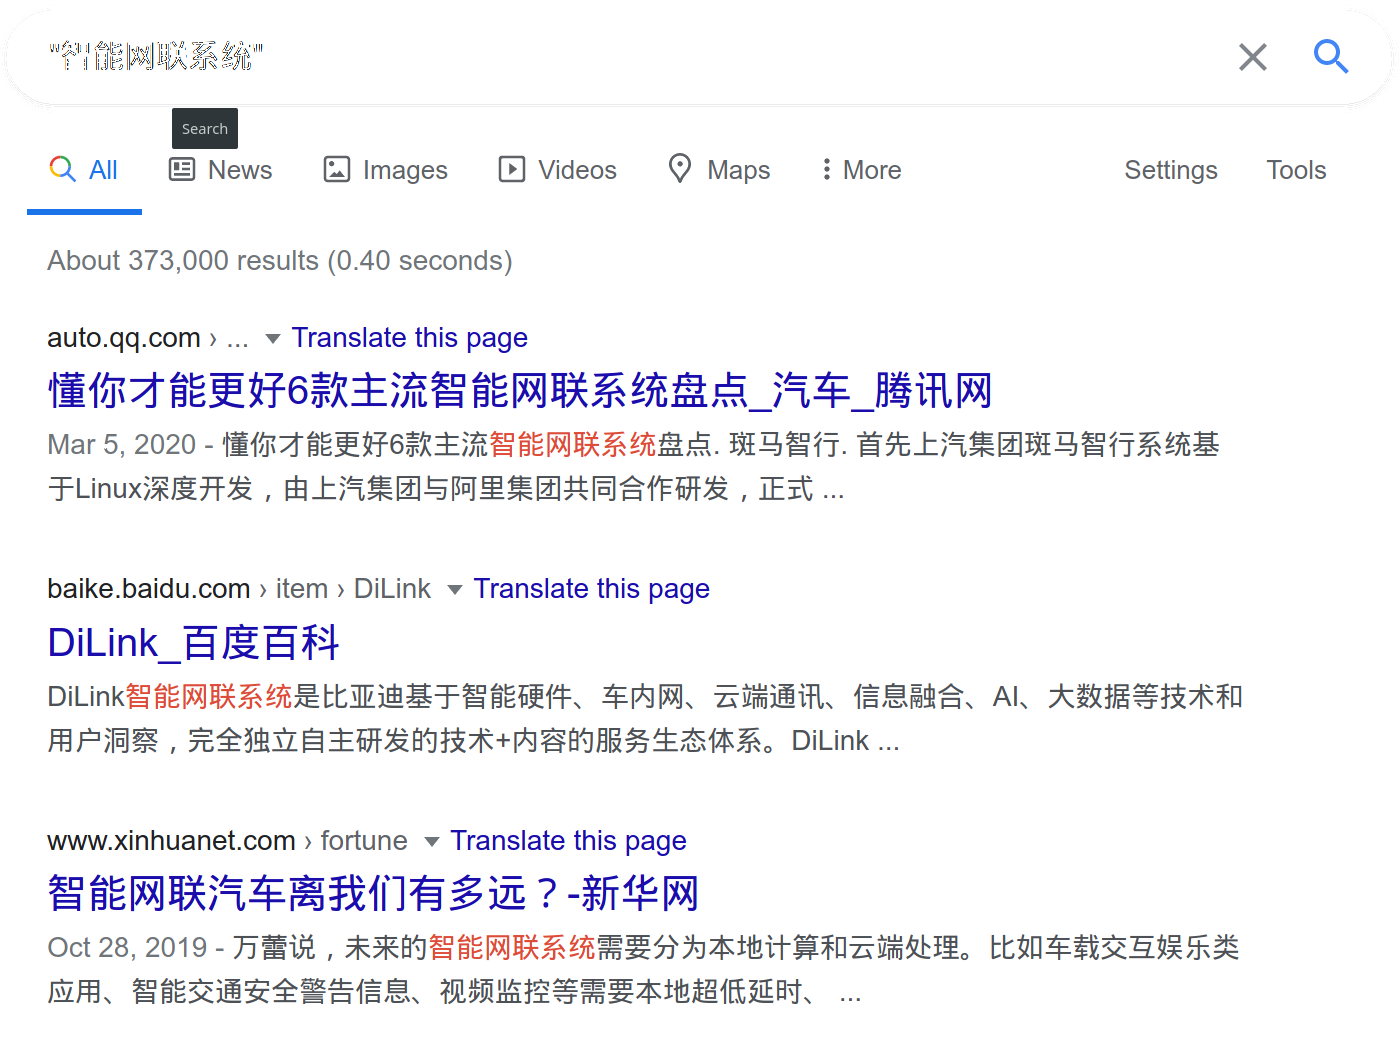 "智能网联系统"
Search
All News Images Videos Maps More Settings Tools
About 373,000 results (0.40 seconds)
auto.qq.com › ... Translate this page
懂你才能更好6款主流智能网联系统盘点_汽车_腾讯网
Mar 5, 2020 - 懂你才能更好6款主流智能网联系统盘点. 斑马智行. 首先上汽集团斑马智行系统基
于Linux深度开发，由上汽集团与阿里集团共同合作研发，正式 ...
baike.baidu.com › item › DiLink Translate this page
DiLink_百度百科
DiLink智能网联系统是比亚迪基于智能硬件、车内网、云端通讯、信息融合、AI、大数据等技术和
用户洞察，完全独立自主研发的技术+内容的服务生态体系。DiLink ...
www.xinhuanet.com › fortune Translate this page
智能网联汽车离我们有多远？-新华网
Oct 28, 2019 - 万蕾说，未来的智能网联系统需要分为本地计算和云端处理。比如车载交互娱乐类
应用、智能交通安全警告信息、视频监控等需要本地超低延时、 ...